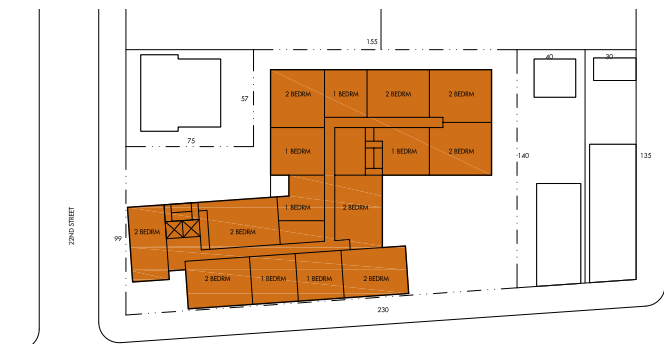 155
40
30
57
2 BEDRM
1 BEDRM
2 BEDRM
2 BEDRM
75
1 BEDRM
1 BEDRM
2 BEDRM
140
135
22ND STREET
99
2 BEDRM
2 BEDRM
1 BEDRM
2 BEDRM
2 BEDRM
1 BEDRM
1 BEDRM
2 BEDRM
230